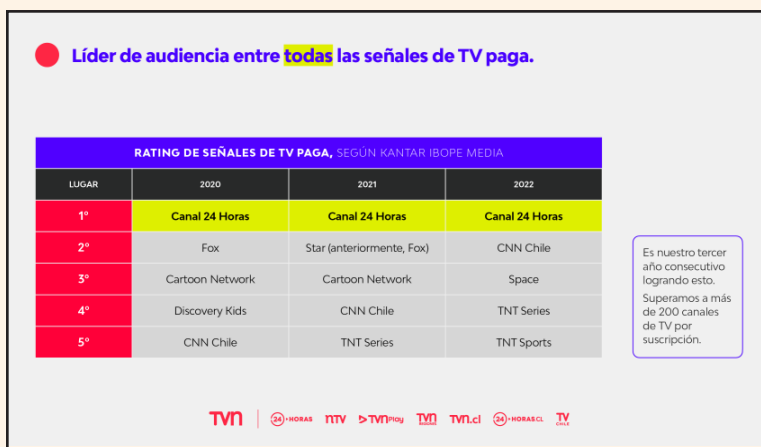 Líder de audiencia entre todas las señales de TV paga.
RATING DE SEÑALES DE TV PAGA, SEGÚN KANTAR IBOPE MEDIA
LUGAR 2020 2021 2022
1° Canal 24 Horas Canal 24 Horas Canal 24 Horas
2° Fox Star (anteriormente, Fox) CNN Chile
3° Cartoon Network Cartoon Network Space
4° Discovery Kids CNN Chile TNT Series
5° CNN Chile TNT Series TNT Sports
Es nuestro tercer
año consecutivo
logrando esto.
Superamos a más
de 200 canales
de TV por
suscripción.
TVN 24 HORAS NTV TVN Play TVN TVN.cl 24 HORAS.CL TV CHILE